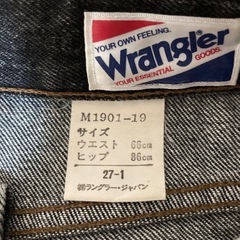 YOUR OWN FEELING.
Wrangler
YOUR ESSENTIAL GOODS.
M1901-19
サイズ
ウエスト 66cm
ヒップ 86cm
27-1
㈱ラングラー・ジャパン